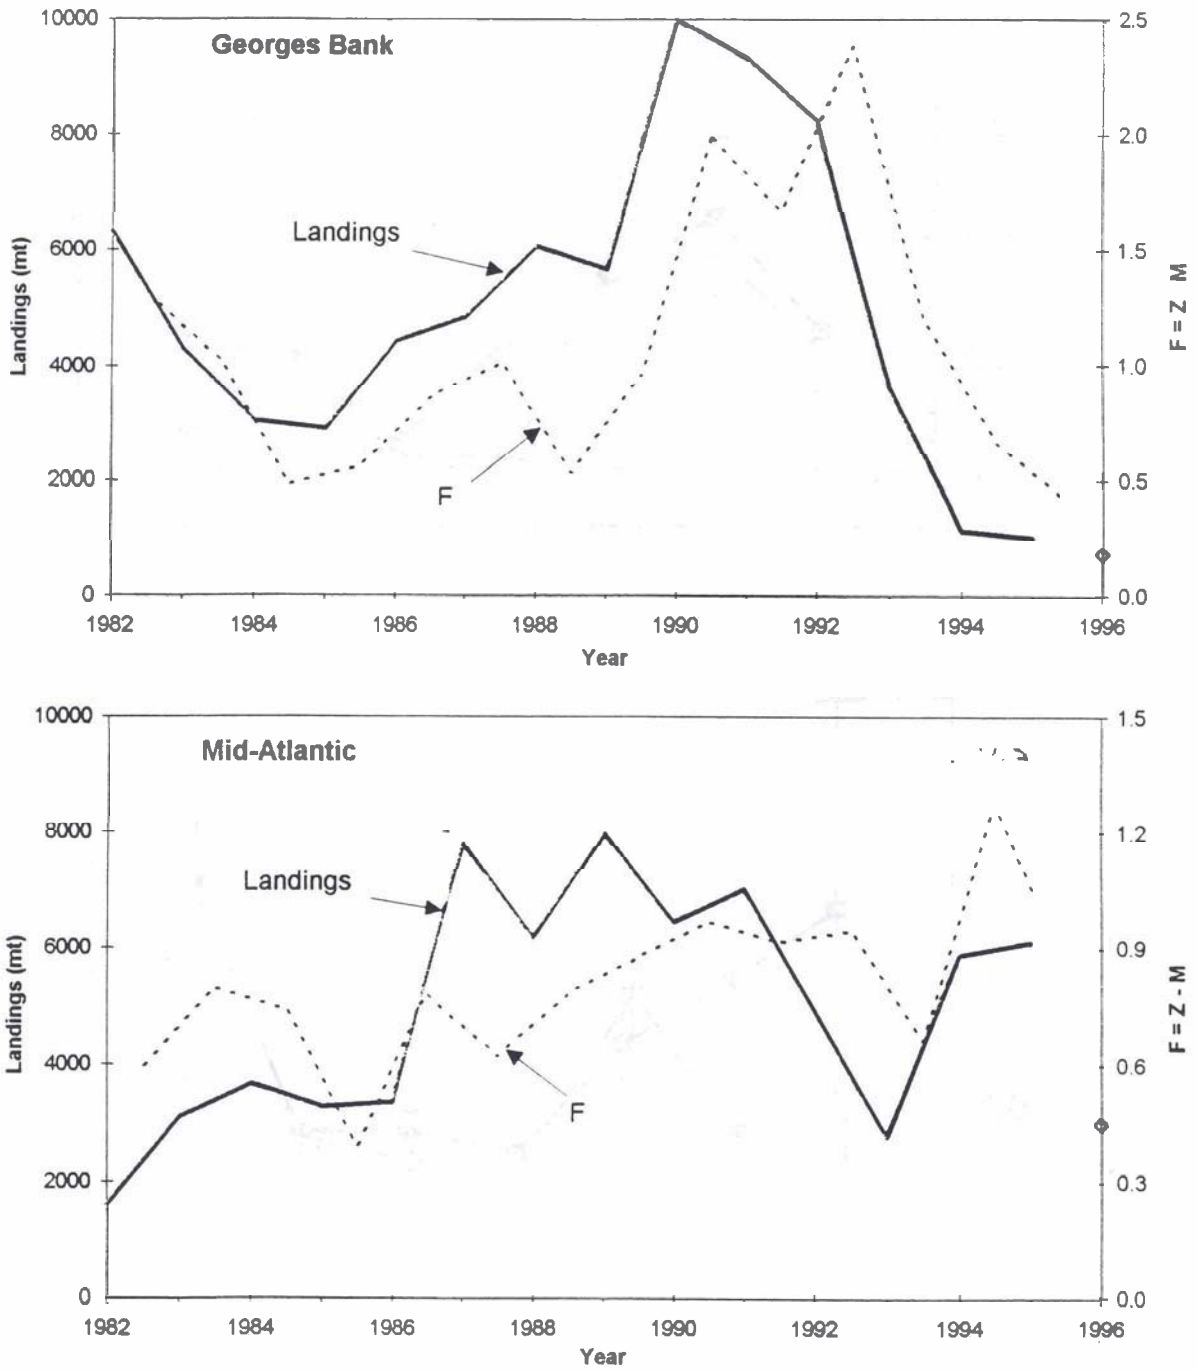 Georges Bank
10000
8000
6000
4000
2000
0
Landings (mt)
2.5
2.0
1.5
1.0
0.5
0.0
F = Z M
Landings
F
1982 1984 1986 1988 1990 1992 1994 1996
Year
Mid-Atlantic
10000
8000
6000
4000
2000
0
Landings (mt)
1.5
1.2
0.9
0.6
0.3
0.0
F = Z - M
Landings
F
1982 1984 1986 1988 1990 1992 1994 1996
Year